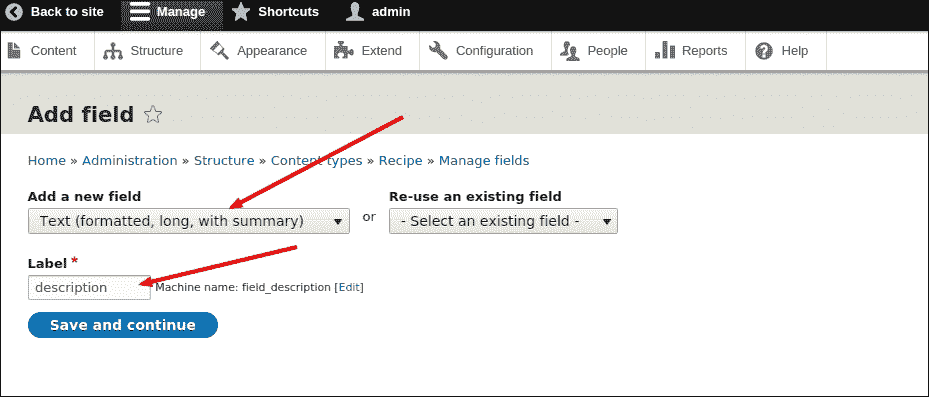 Back to site Manage Shortcuts admin
Content Structure Appearance Extend Configuration People Reports Help
Add field
Home » Administration » Structure » Content types » Recipe » Manage fields
Add a new field Re-use an existing field
Text (formatted, long, with summary) or - Select an existing field -
Label *
description Machine name: field_description [Edit]
Save and continue